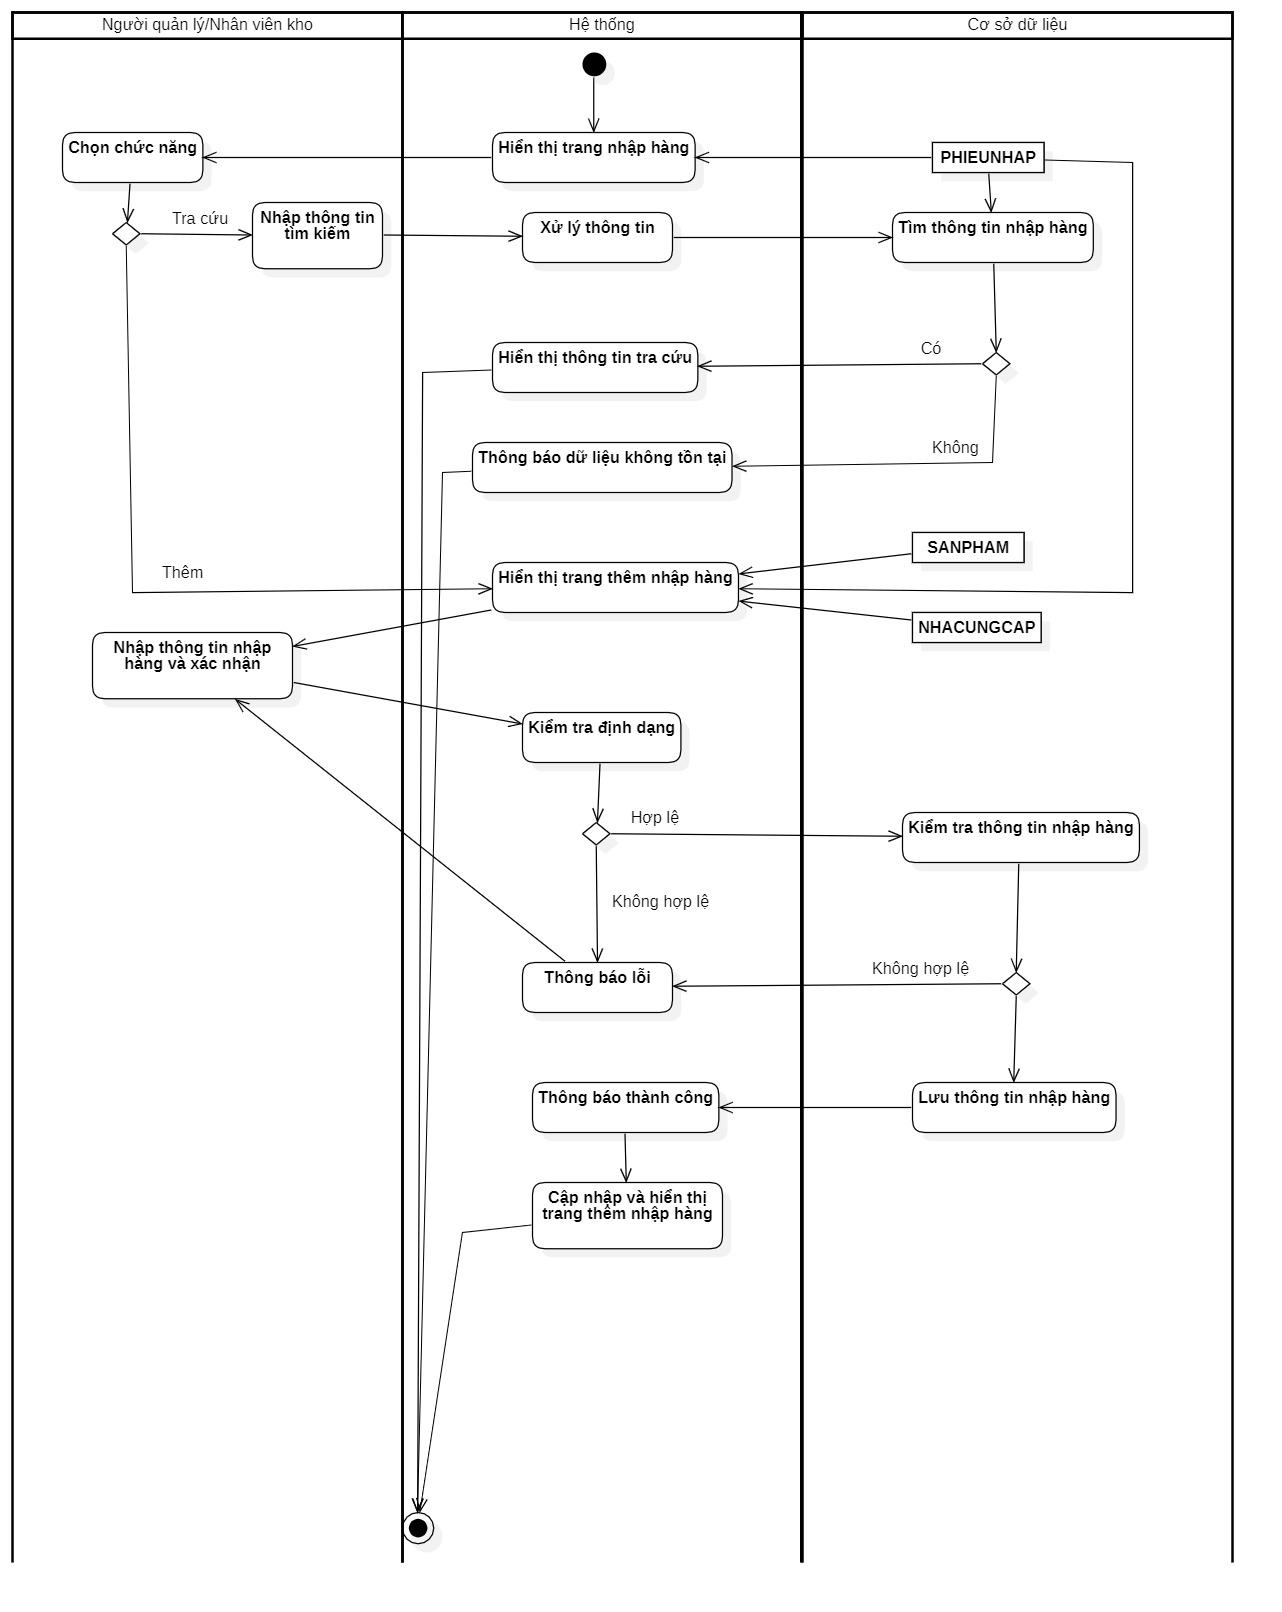 Người quản lý/Nhân viên kho
Hệ thống
Cơ sở dữ liệu
Chọn chức năng
Hiển thị trang nhập hàng
PHIEUNHAP
Tra cứu
Nhập thông tin
tìm kiếm
Xử lý thông tin
Tìm thông tin nhập hàng
Có
Hiển thị thông tin tra cứu
Không
Thông báo dữ liệu không tồn tại
SANPHAM
Thêm
Hiển thị trang thêm nhập hàng
NHACUNGCAP
Nhập thông tin nhập
hàng và xác nhận
Kiểm tra định dạng
Hợp lệ
Kiểm tra thông tin nhập hàng
Không hợp lệ
Không hợp lệ
Thông báo lỗi
Thông báo thành công
Lưu thông tin nhập hàng
Cập nhập và hiển thị
trang thêm nhập hàng